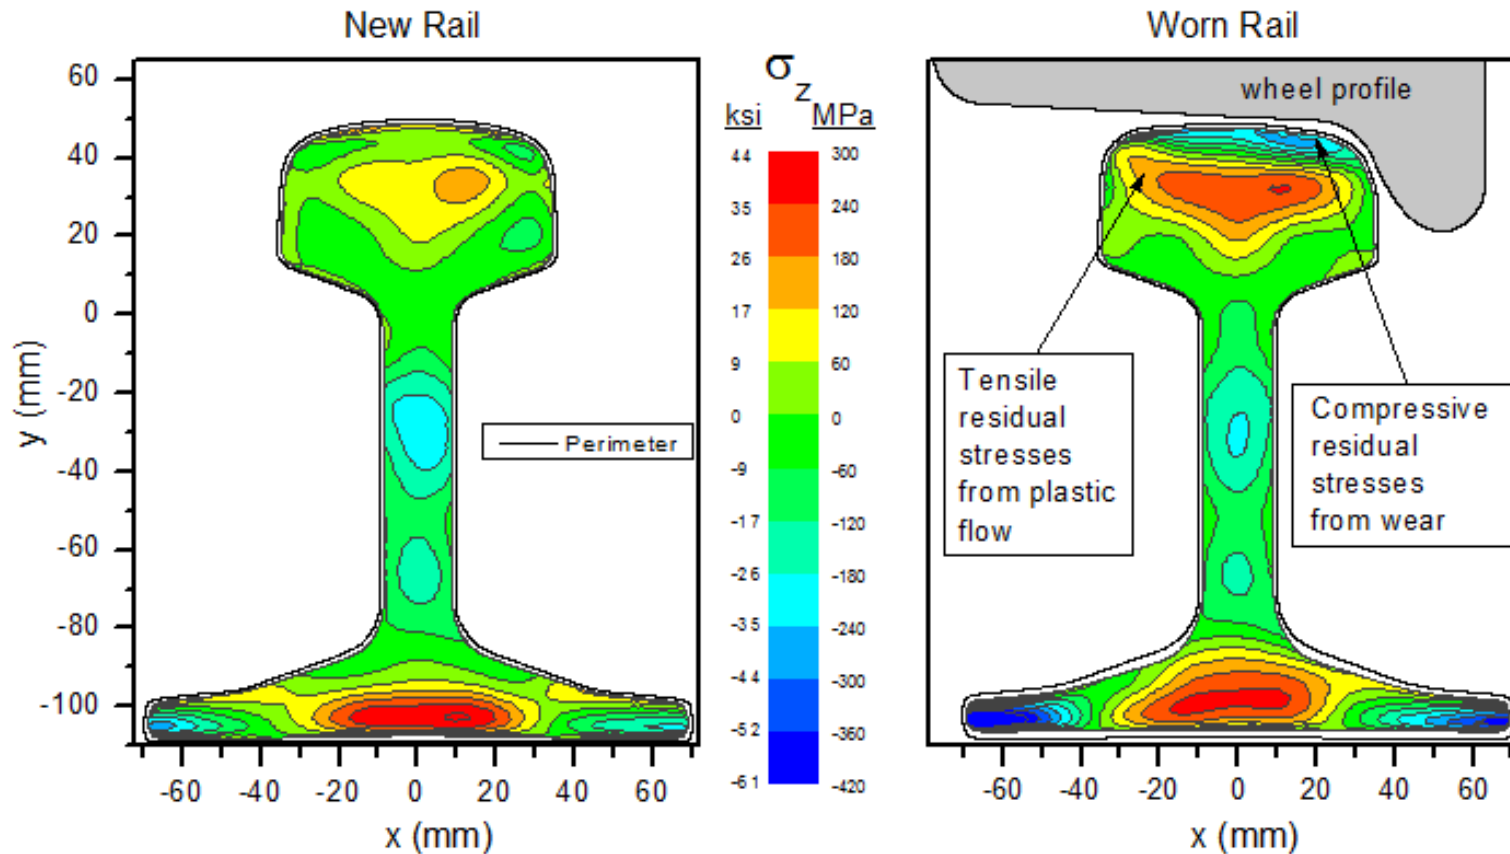 New Rail
Worn Rail
σz
ksi MPa
wheel profile
60
40
20
0
-20
-40
-60
-80
-100
y (mm)
44 300
35 240
26 180
17 120
9 60
0 0
-9 -60
-17 -120
-26 -180
-35 -240
-44 -300
-52 -360
-61 -420
Perimeter
Tensile
residual
stresses
from plastic
flow
Compressive
residual
stresses
from wear
-60 -40 -20 0 20 40 60
x (mm)
-60 -40 -20 0 20 40 60
x (mm)